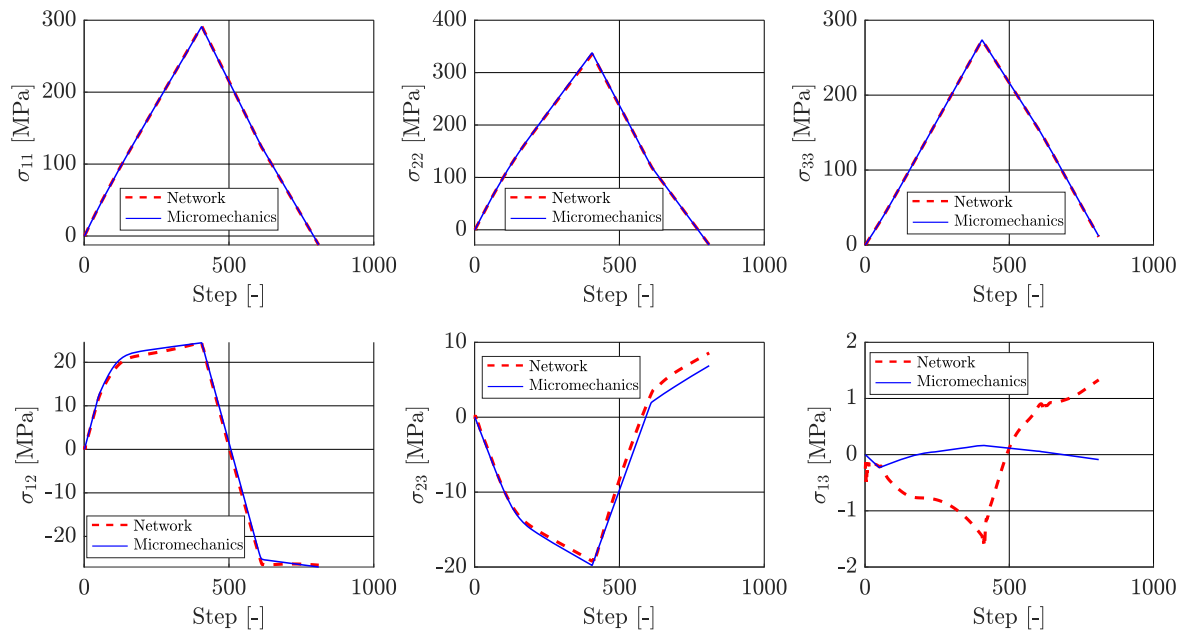 300
200
100
0
σ11 [MPa]
Network
Micromechanics
0
500
1000
Step [-]
400
300
200
100
0
σ22 [MPa]
Network
Micromechanics
0
500
1000
Step [-]
300
200
100
0
σ33 [MPa]
Network
Micromechanics
0
500
1000
Step [-]
20
10
0
-10
-20
σ12 [MPa]
Network
Micromechanics
0
500
1000
Step [-]
10
0
-10
-20
σ23 [MPa]
Network
Micromechanics
0
500
1000
Step [-]
2
1
0
-1
-2
σ13 [MPa]
Network
Micromechanics
0
500
1000
Step [-]